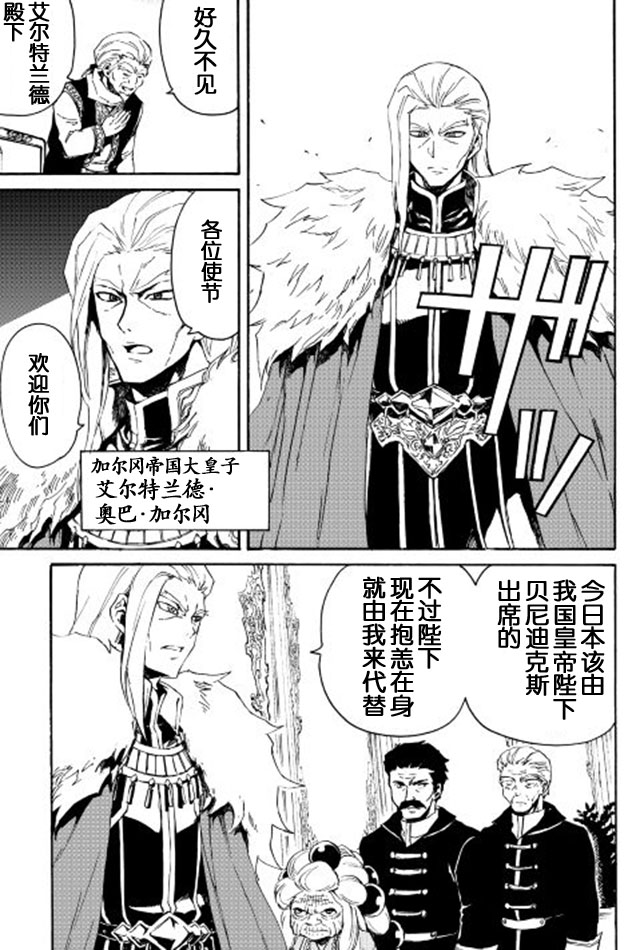 ザッ
好久不见
艾尔特兰德
殿下
各位使节
欢迎你们
加尔冈帝国大皇子
艾尔特兰德·
奥巴·加尔冈
今日本该由
我国皇帝陛下
贝尼迪克斯
出席的
不过陛下
现在抱恙在身
就由我来代替